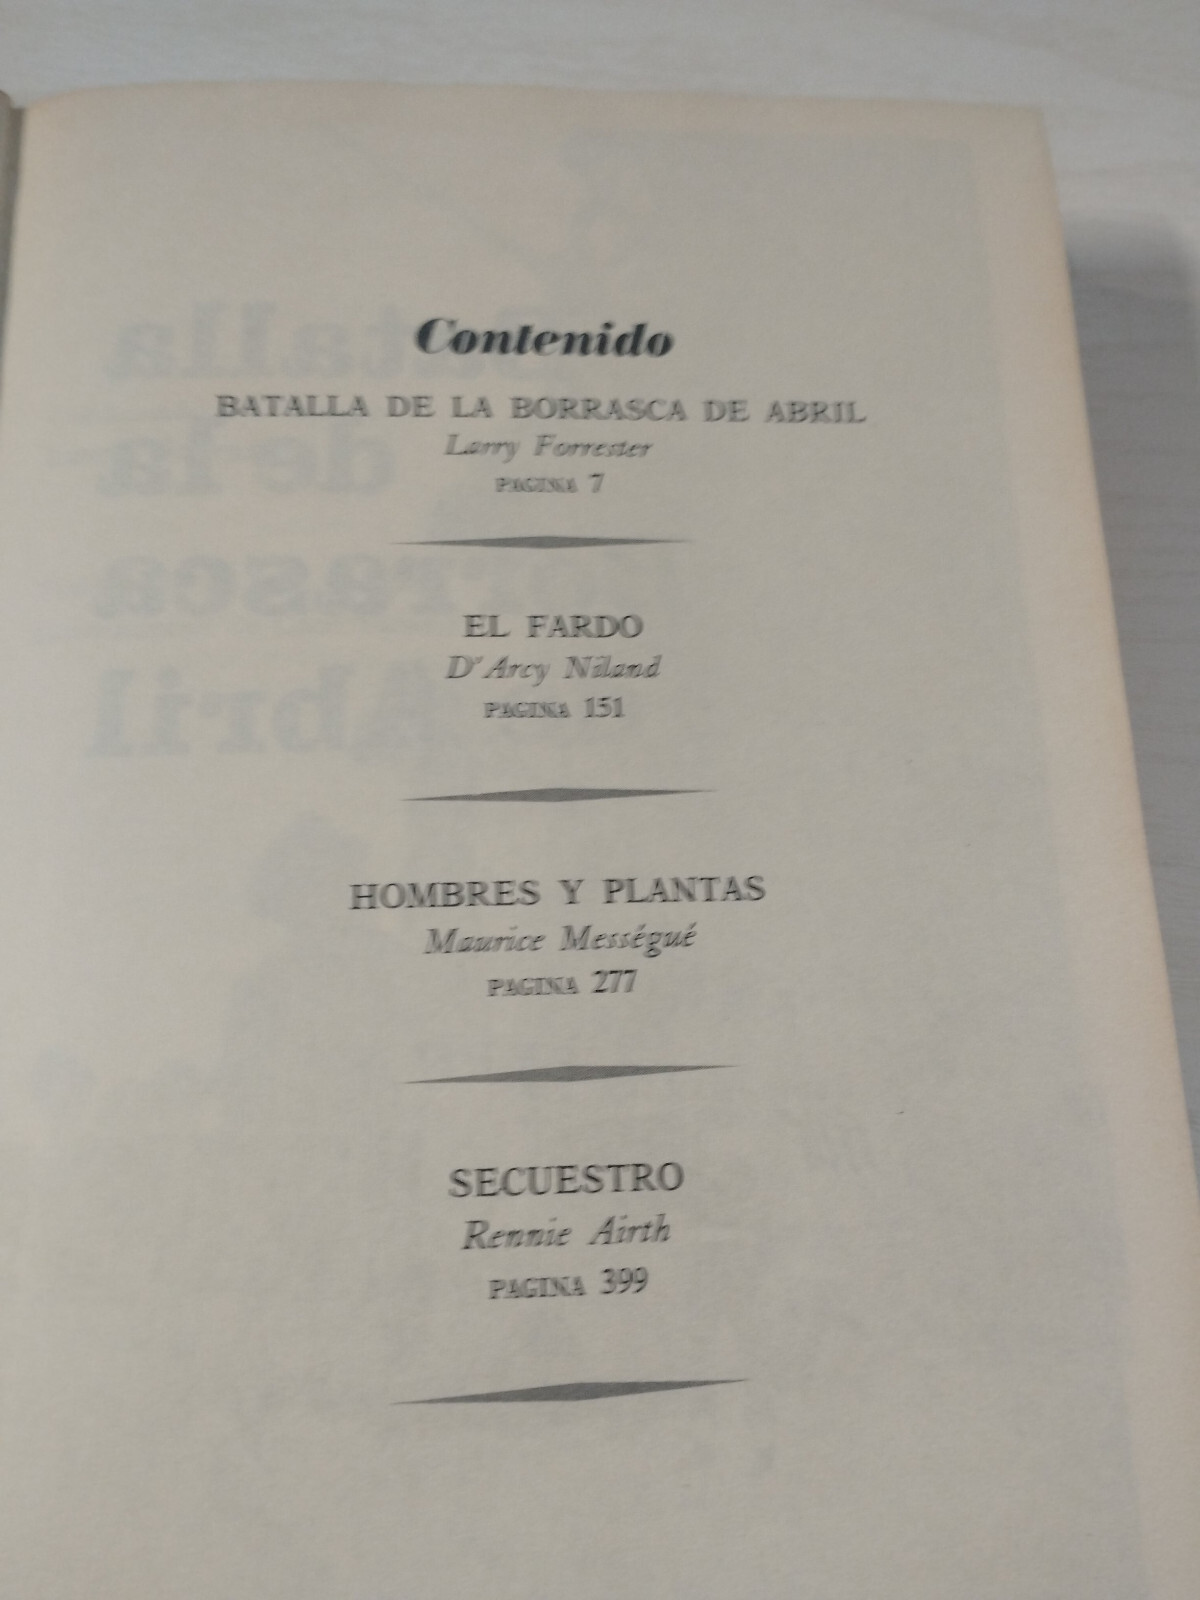 Contenido
BATALLA DE LA BORRASCA DE ABRIL
Larry Forrester
PAGINA 7
EL FARDO
D'Arcy Niland
PAGINA 151
HOMBRES Y PLANTAS
Maurice Mességué
PAGINA 277
SECUESTRO
Rennie Airth
PAGINA 399